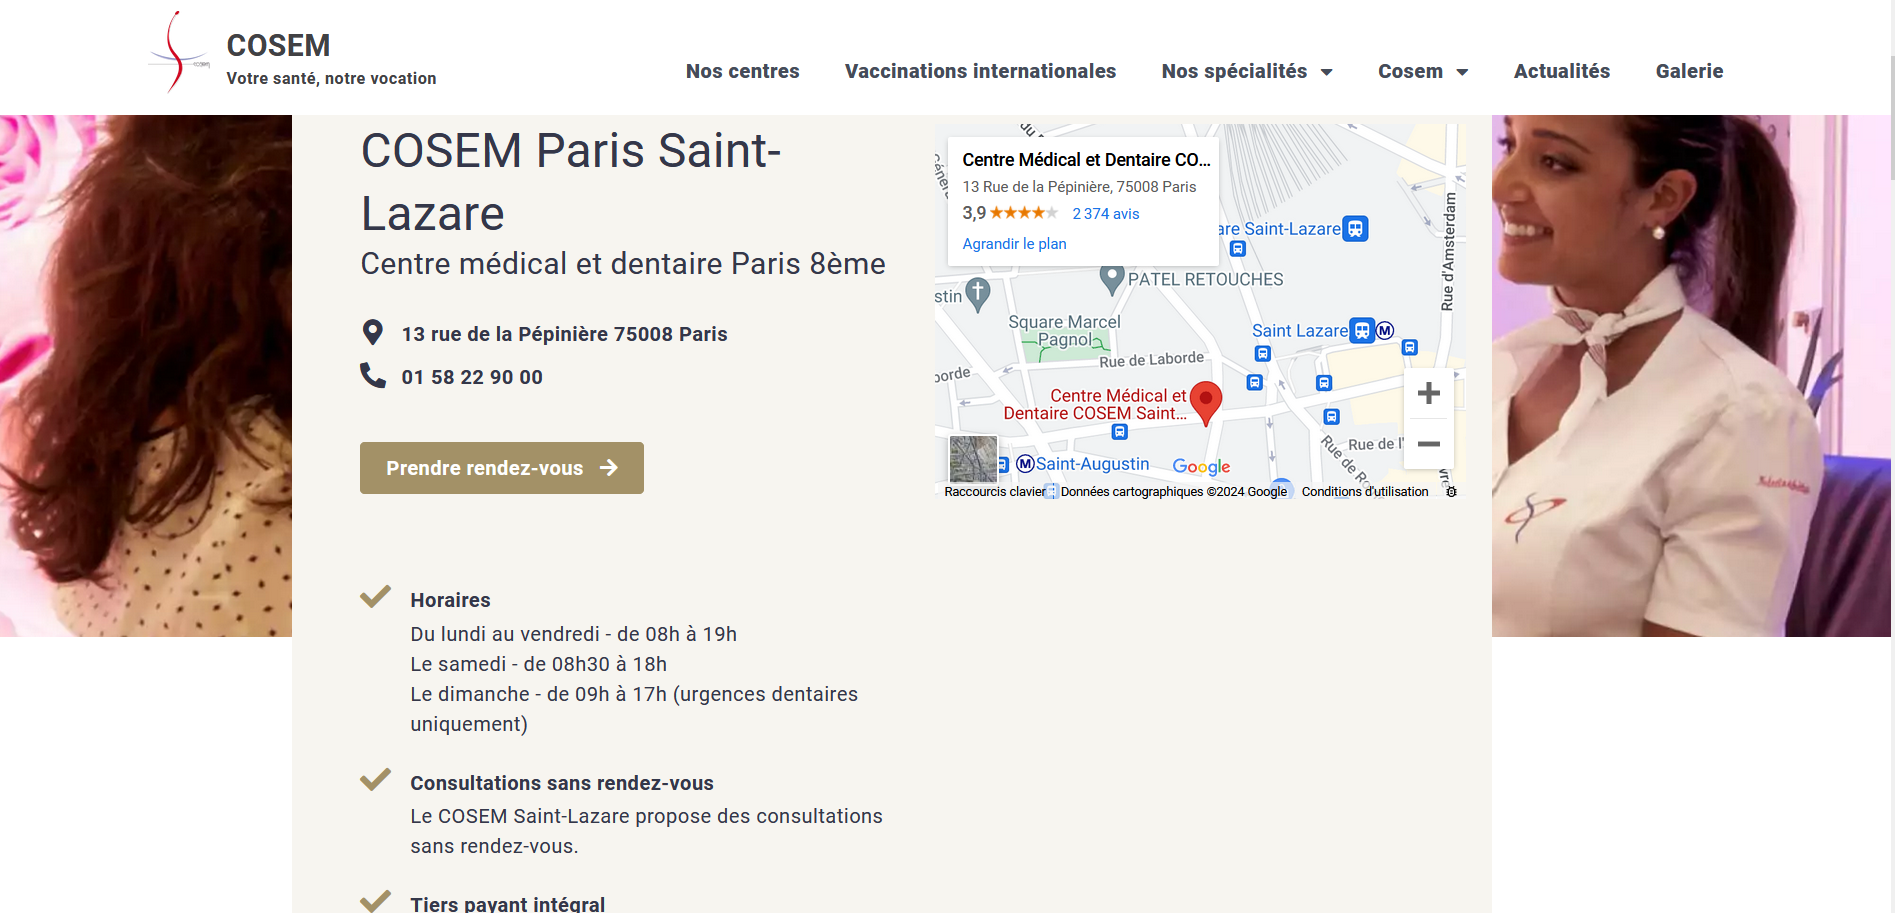 COSEM
Votre santé, notre vocation
Nos centres
Vaccinations internationales
Nos spécialités
Cosem
Actualités
Galerie
COSEM Paris Saint-
Lazare
Centre médical et dentaire Paris 8ème
13 rue de la Pépinière 75008 Paris
01 58 22 90 00
Prendre rendez-vous
Centre Médical et Dentaire CO...
13 Rue de la Pépinière, 75008 Paris
3,9
2 374 avis
Agrandir le plan
are Saint-Lazare
Rue d'Amsterdam
PATEL RETOUCHES
stin
Square Marcel
Pagnol
Saint Lazare
M
Rue de Laborde
borde
Centre Médical et
Dentaire COSEM Saint...
Rue de l'
M
Saint-Augustin
Google
Raccourcis clavier
Données cartographiques ©2024 Google
Conditions d'utilisation
Horaires
Du lundi au vendredi - de 08h à 19h
Le samedi - de 08h30 à 18h
Le dimanche - de 09h à 17h (urgences dentaires
uniquement)
Consultations sans rendez-vous
Le COSEM Saint-Lazare propose des consultations
sans rendez-vous.
Tiers payant intégral